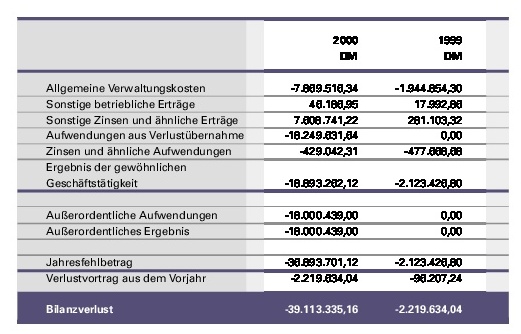 2000 1999
DM DM
Allgemeine Verwaltungskosten -7.869.516,34 -1.944.854,30
Sonstige betriebliche Erträge 46.186,95 17.992,86
Sonstige Zinsen und ähnliche Erträge 7.608.741,22 281.103,32
Aufwendungen aus Verlustübernahme -18.249.631,64 0,00
Zinsen und ähnliche Aufwendungen -429.042,31 -477.668,68
Ergebnis der gewöhnlichen
Geschäftstätigkeit -18.893.262,12 -2.123.426,80
Außerordentliche Aufwendungen -18.000.439,00 0,00
Außerordentliches Ergebnis -18.000.439,00 0,00
Jahresfehlbetrag -36.893.701,12 -2.123.426,80
Verlustvortrag aus dem Vorjahr -2.219.634,04 -96.207,24
Bilanzverlust -39.113.335,16 -2.219.634,04